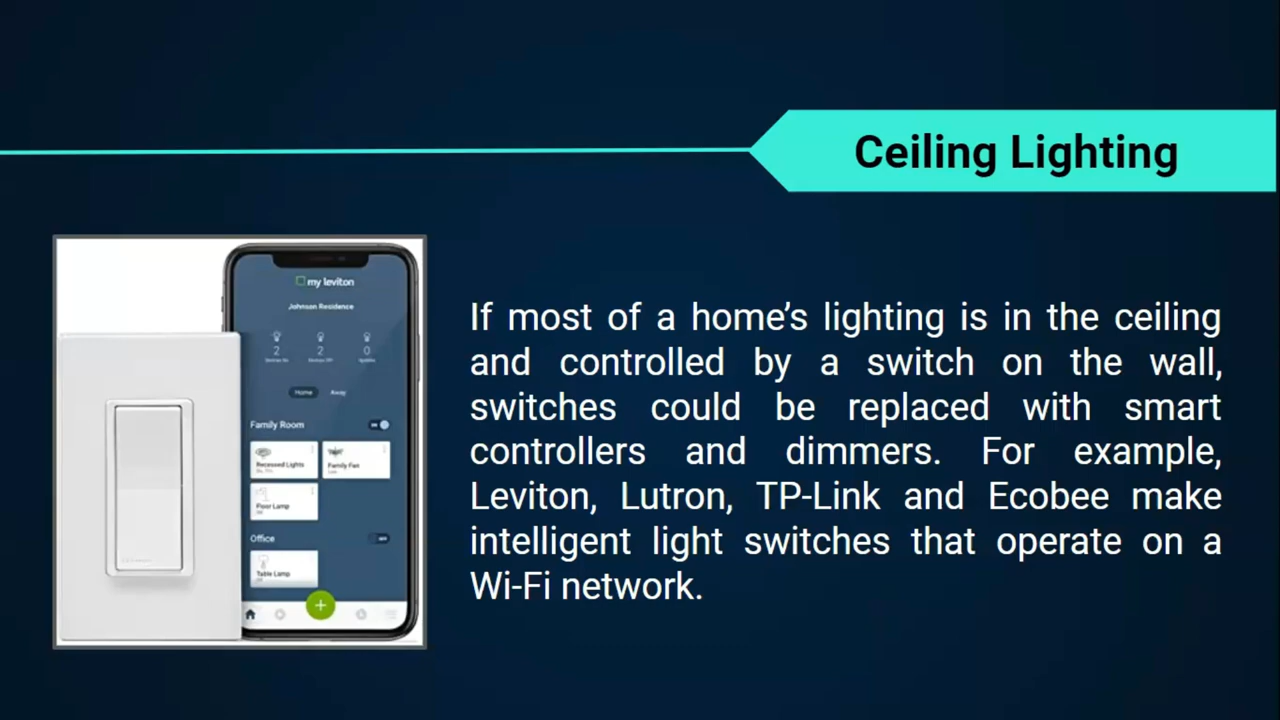 Ceiling Lighting
If most of a home's lighting is in the ceiling
and controlled by a switch on the wall,
switches could be replaced with smart
controllers and dimmers. For example,
Leviton, Lutron, TP-Link and Ecobee make
intelligent light switches that operate on a
Wi-Fi network.
my leviton
Johnson Residence
2 2 0
Home Away
Family Room
Recessed Lights Family Fan
Floor Lamp
Office
Table Lamp